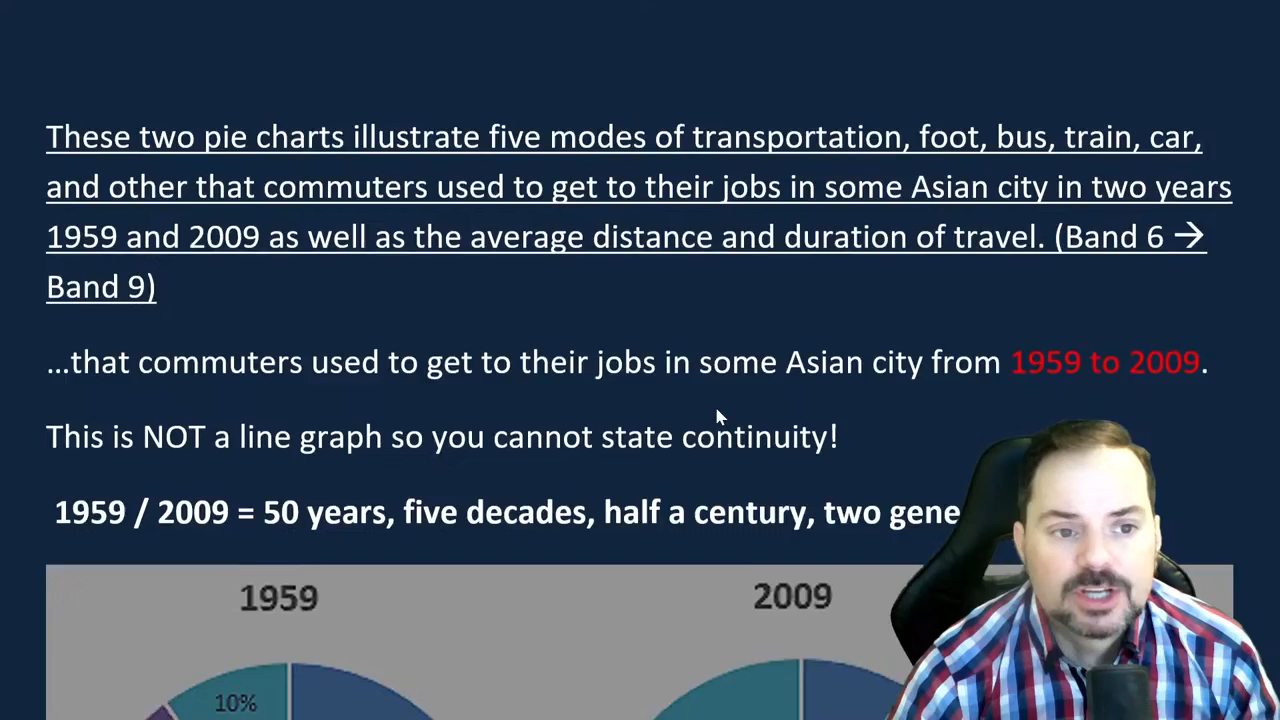 These two pie charts illustrate five modes of transportation, foot, bus, train, car,
and other that commuters used to get to their jobs in some Asian city in two years
1959 and 2009 as well as the average distance and duration of travel. (Band 6 →
Band 9)
…that commuters used to get to their jobs in some Asian city from 1959 to 2009.
This is NOT a line graph so you cannot state continuity!
1959 / 2009 = 50 years, five decades, half a century, two gene
1959 2009
10%